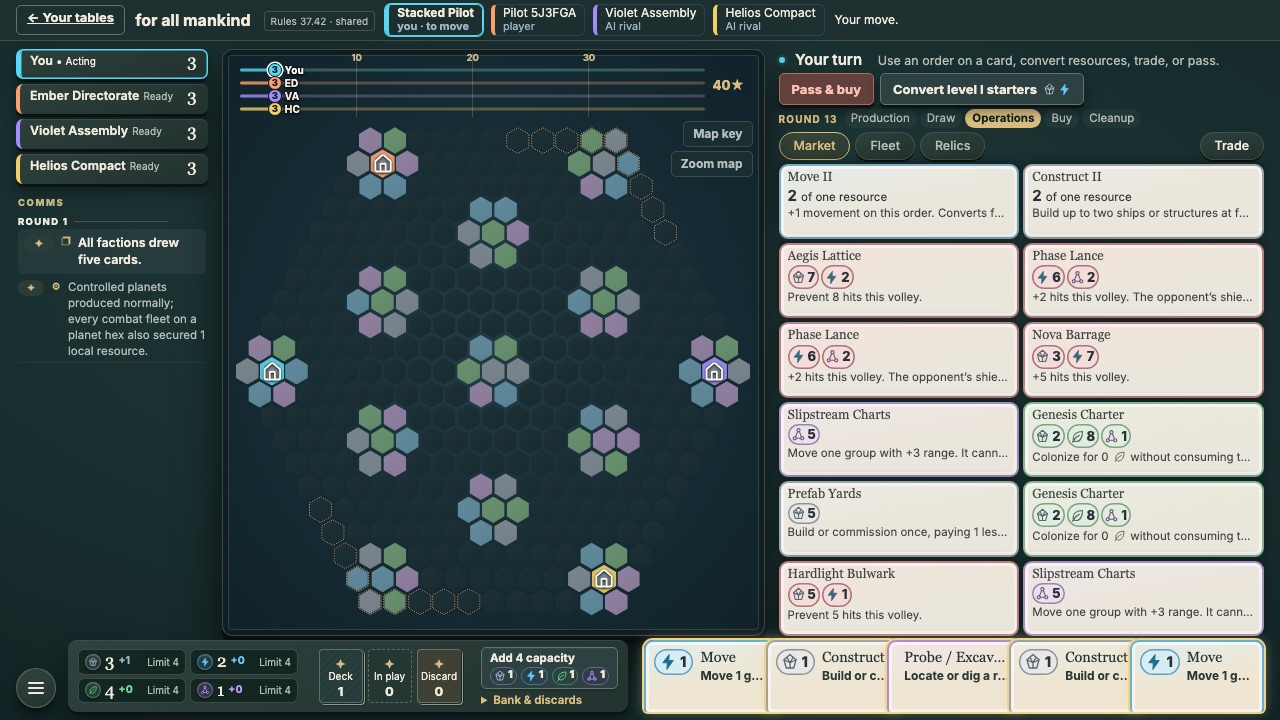 ← Your tables
for all mankind
Rules 37.42 · shared
Stacked Pilot
you · to move
Pilot 5J3FGA
player
Violet Assembly
AI rival
Helios Compact
AI rival
Your move.
You • Acting 3
Ember Directorate Ready 3
Violet Assembly Ready 3
Helios Compact Ready 3
COMMS
ROUND 1
All factions drew
five cards.
Controlled planets
produced normally;
every combat fleet on a
planet hex also secured 1
local resource.
10 20 30
3 You
3 ED
3 VA
3 HC
40★
Map key
Zoom map
Your turn
Use an order on a card, convert resources, trade, or pass.
Pass & buy
Convert level I starters
ROUND 13 Production Draw Operations Buy Cleanup
Market Fleet Relics Trade
Move II
2 of one resource
+1 movement on this order. Converts f...
Construct II
2 of one resource
Build up to two ships or structures at f...
Aegis Lattice
7 2
Prevent 8 hits this volley.
Phase Lance
6 2
+2 hits this volley. The opponent's shie...
Phase Lance
6 2
+2 hits this volley. The opponent's shie...
Nova Barrage
3 7
+5 hits this volley.
Slipstream Charts
5
Move one group with +3 range. It cann...
Genesis Charter
2 8 1
Colonize for 0 without consuming t...
Prefab Yards
5
Build or commission once, paying 1 les...
Genesis Charter
2 8 1
Colonize for 0 without consuming t...
Hardlight Bulwark
5 1
Prevent 5 hits this volley.
Slipstream Charts
5
Move one group with +3 range. It cann...
3 +1 Limit 4
2 +0 Limit 4
4 +0 Limit 4
1 +0 Limit 4
Deck
1
In play
0
Discard
0
Add 4 capacity
1 1 1 1
▶ Bank & discards
1 Move
Move 1 g...
1 Construct
Build or c...
Probe / Excav...
Locate or dig a r...
1 Construct
Build or c...
1 Move
Move 1 g...